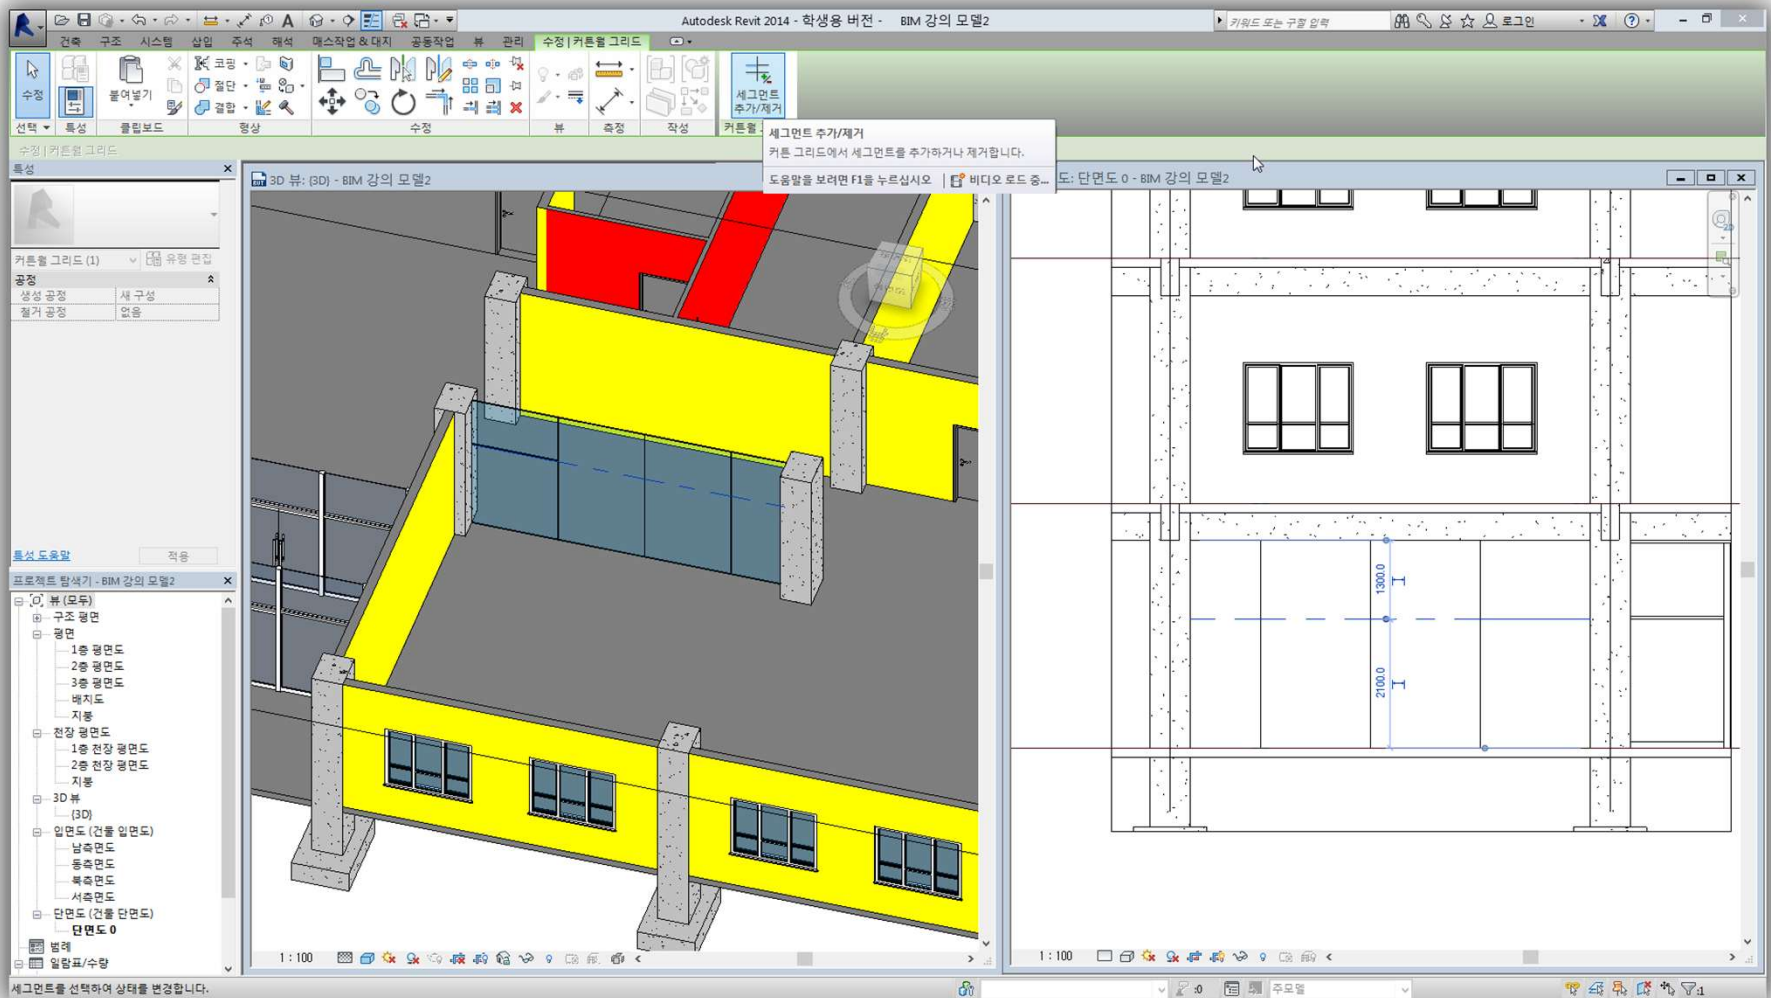 Autodesk Revit 2014 - 학생용 버전 - BIM 강의 모델2
키워드 또는 구절 입력
로그인
건축 구조 시스템 삽입 주석 해석 매스작업 & 대지 공동작업 뷰 관리 수정 | 커튼월 그리드
수정
붙여넣기
코핑
절단
결합
세그먼트
추가/제거
선택 특성 클립보드 형상 수정 뷰 측정 작성 커튼월
수정 | 커튼월 그리드
세그먼트 추가/제거
커튼 그리드에서 세그먼트를 추가하거나 제거합니다.
도움말을 보려면 F1을 누르십시오
비디오 로드 중...
특성
커튼월 그리드 (1)
유형 편집
공정
생성 공정 새 구성
철거 공정 없음
특성 도움말
적용
프로젝트 탐색기 - BIM 강의 모델2
뷰 (모두)
구조 평면
평면
1층 평면도
2층 평면도
3층 평면도
배치도
지붕
천장 평면도
1층 천장 평면도
2층 천장 평면도
지붕
3D 뷰
{3D}
입면도 (건물 입면도)
남측면도
동측면도
북측면도
서측면도
단면도 (건물 단면도)
단면도 0
범례
일람표/수량
3D 뷰: {3D} - BIM 강의 모델2
1 : 100
도: 단면도 0 - BIM 강의 모델2
1300.0
2100.0
1 : 100
세그먼트를 선택하여 상태를 변경합니다.
:0
주모델
:1